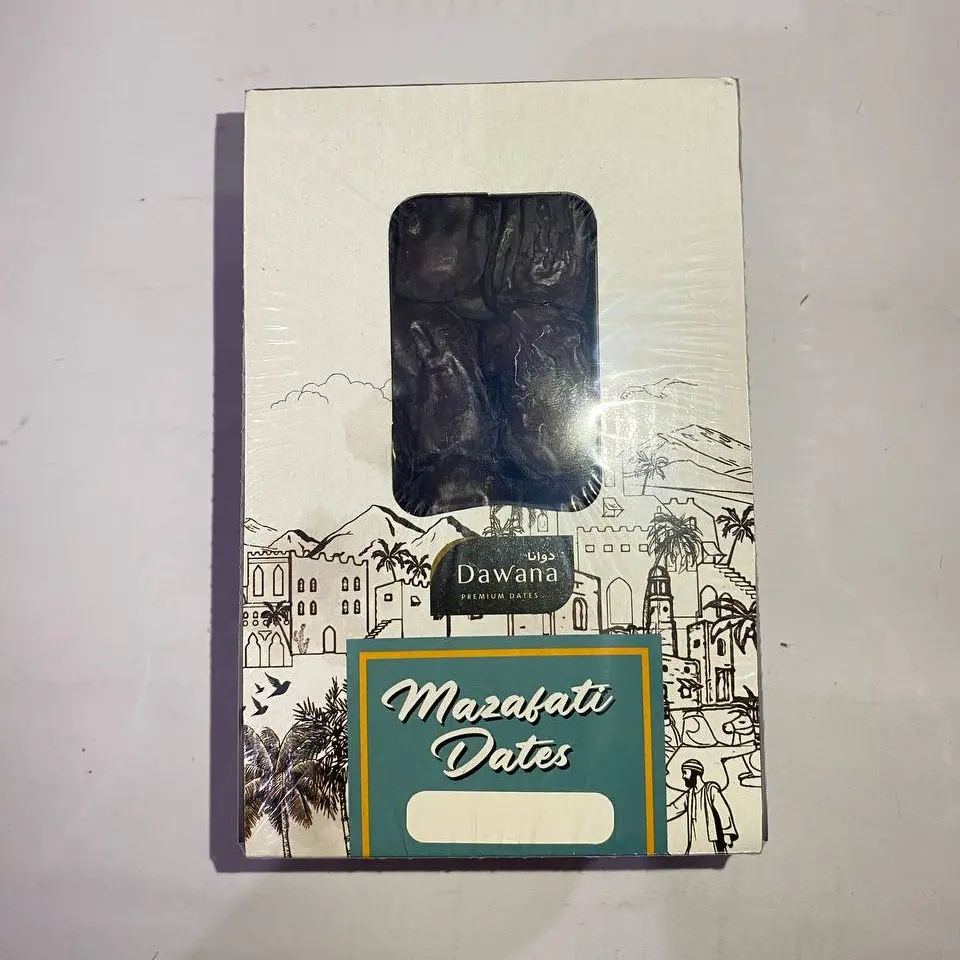 دوانا
DaWana
PREMIUM DATES
Mazafati
Dates